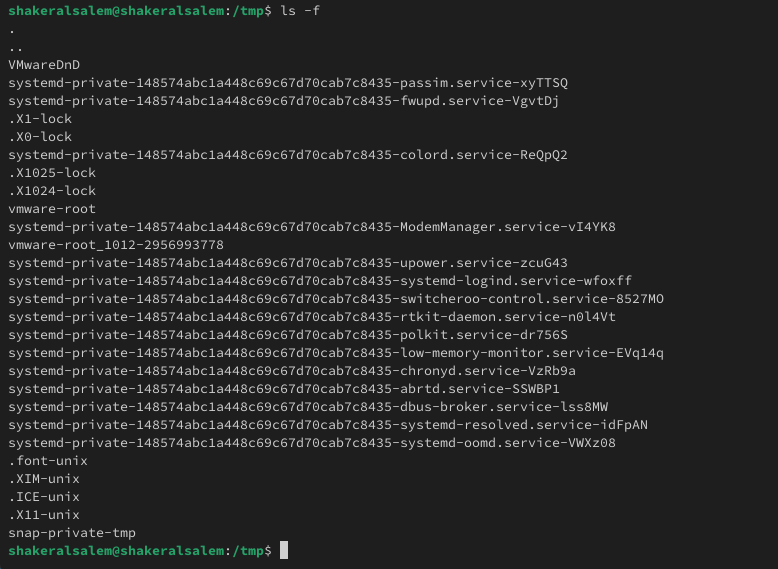 shakeralsalem@shakeralsalem:/tmp$ ls -f
.
..
VMwareDnD
systemd-private-148574abc1a448c69c67d70cab7c8435-passim.service-xyTTSQ
systemd-private-148574abc1a448c69c67d70cab7c8435-fwupd.service-VgvtDj
.X1-lock
.X0-lock
systemd-private-148574abc1a448c69c67d70cab7c8435-colord.service-ReQpQ2
.X1025-lock
.X1024-lock
vmware-root
systemd-private-148574abc1a448c69c67d70cab7c8435-ModemManager.service-vI4YK8
vmware-root_1012-2956993778
systemd-private-148574abc1a448c69c67d70cab7c8435-upower.service-zcuG43
systemd-private-148574abc1a448c69c67d70cab7c8435-systemd-logind.service-wfoxff
systemd-private-148574abc1a448c69c67d70cab7c8435-switcheroo-control.service-8527MO
systemd-private-148574abc1a448c69c67d70cab7c8435-rtkit-daemon.service-n0l4Vt
systemd-private-148574abc1a448c69c67d70cab7c8435-polkit.service-dr756S
systemd-private-148574abc1a448c69c67d70cab7c8435-low-memory-monitor.service-EVq14q
systemd-private-148574abc1a448c69c67d70cab7c8435-chronyd.service-VzRb9a
systemd-private-148574abc1a448c69c67d70cab7c8435-abrtd.service-SSWBP1
systemd-private-148574abc1a448c69c67d70cab7c8435-dbus-broker.service-lss8MW
systemd-private-148574abc1a448c69c67d70cab7c8435-systemd-resolved.service-idFpAN
systemd-private-148574abc1a448c69c67d70cab7c8435-systemd-oomd.service-VWXz08
.font-unix
.XIM-unix
.ICE-unix
.X11-unix
snap-private-tmp
shakeralsalem@shakeralsalem:/tmp$